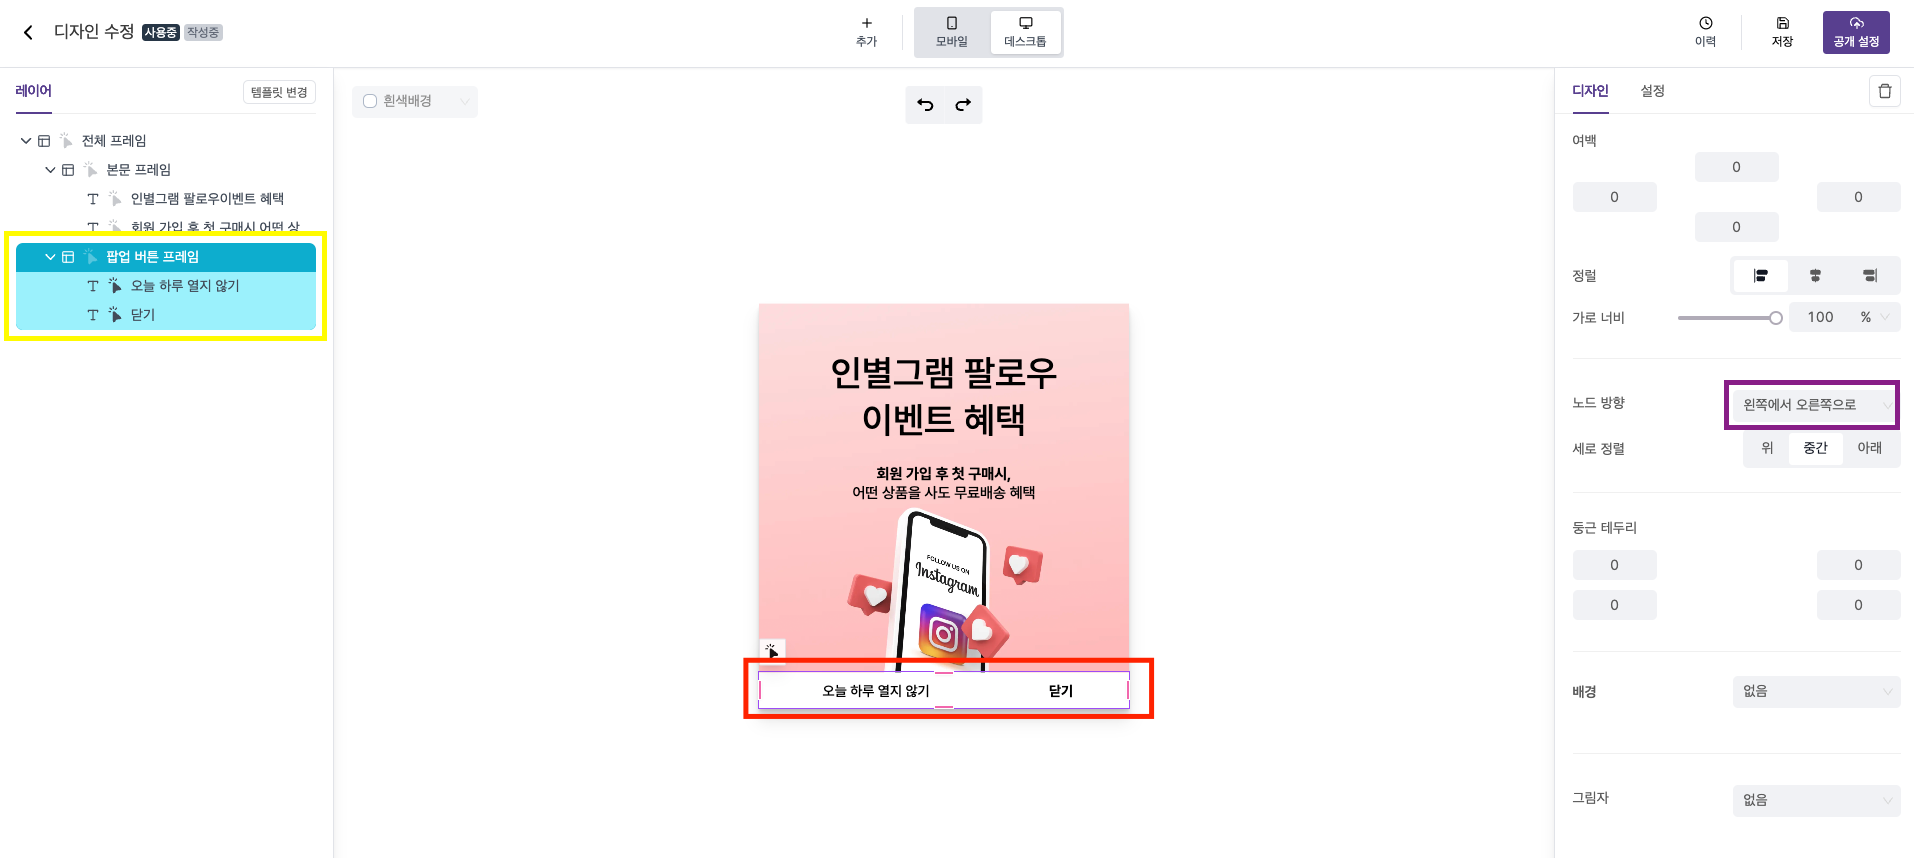 디자인 수정 사용중 작성중
추가
모바일
데스크톱
이력
저장
공개 설정
레이어
템플릿 변경
전체 프레임
본문 프레임
인별그램 팔로우이벤트 혜택
회원 가입 후 첫 구매시 어떤 상
팝업 버튼 프레임
오늘 하루 열지 않기
닫기
흰색배경
인별그램 팔로우
이벤트 혜택
회원 가입 후 첫 구매시,
어떤 상품을 사도 무료배송 혜택
FOLLOW US ON
Instagram
오늘 하루 열지 않기 닫기
디자인 설정
여백
0
0 0
0
정럴
가로 너비 100 %
노드 방향 왼쪽에서 오른쪽으로
세로 정렬 위 중간 아래
둥근 테두리
0 0
0 0
배경 없음
그림자 없음